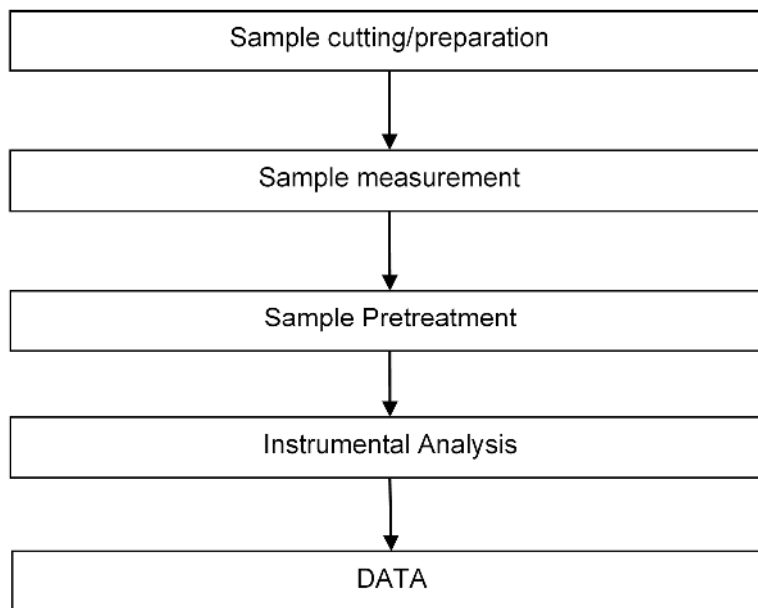 Sample cutting/preparation
Sample measurement
Sample Pretreatment
Instrumental Analysis
DATA